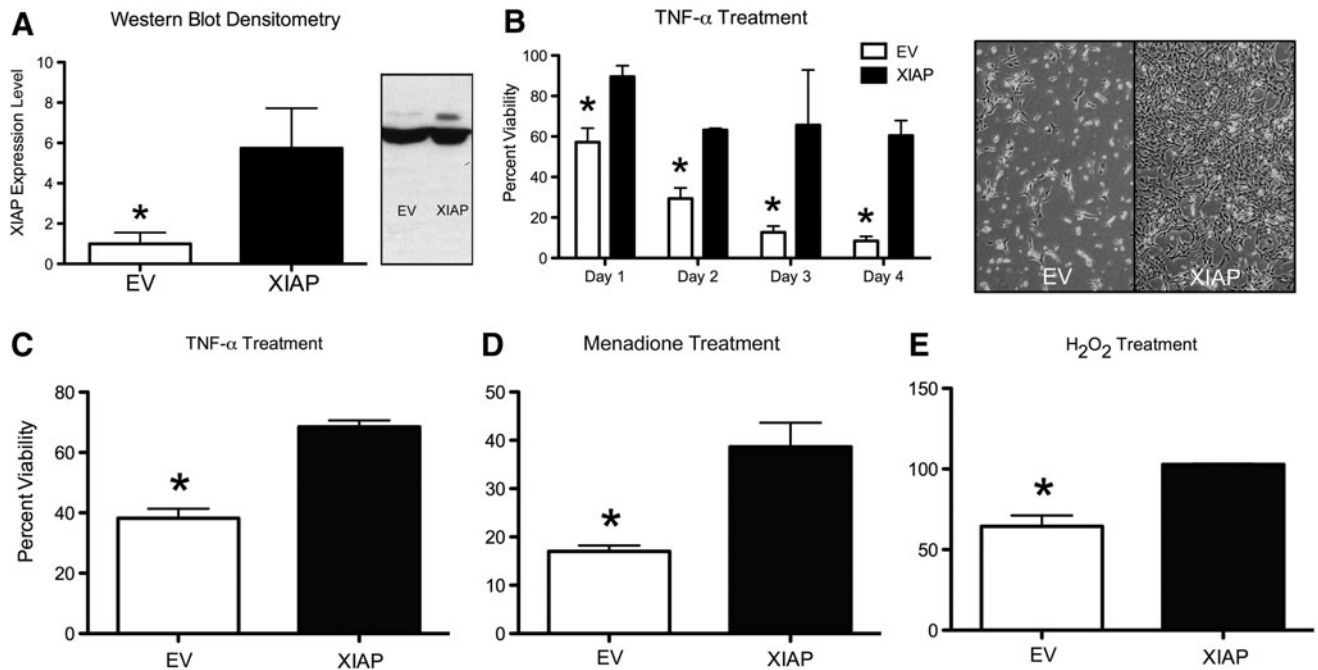 A
Western Blot Densitometry
XIAP Expression Level
10
8
6
4
2
0
*
EV
XIAP
EV XIAP
B
TNF-α Treatment
EV
XIAP
Percent Viability
100
80
60
40
20
0
*
*
*
*
Day 1 Day 2 Day 3 Day 4
EV
XIAP
C
TNF-α Treatment
Percent Viability
80
60
40
20
0
*
EV
XIAP
D
Menadione Treatment
50
40
30
20
10
0
*
EV
XIAP
E
H₂O₂ Treatment
150
100
50
0
*
EV
XIAP